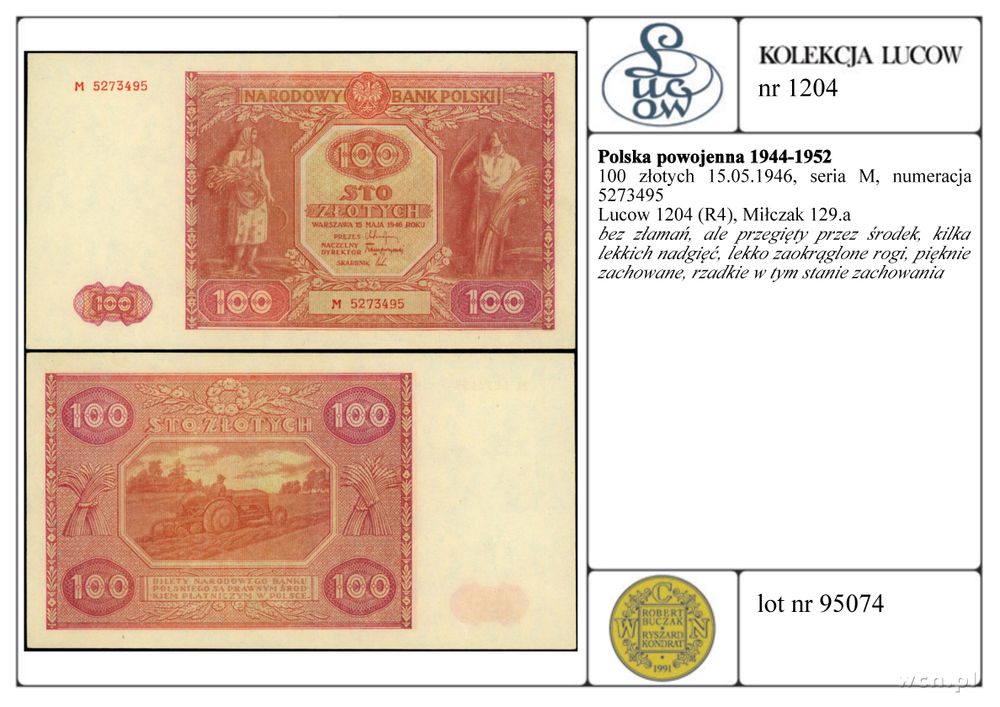 M 5273495
NARODOWY BANK POLSKI
100
STO
ZŁOTYCH
WARSZAWA 15 MAJA 1946 ROKU
PREZES
NACZELNY
DYREKTOR
SKARBNIK
100
100
M 5273495
100
100
100
STO ZŁOTYCH
100
100
BILETY NARODOWEGO BANKU
POLSKIEGO SĄ PRAWNYM ŚROD
KIEM PŁATNICZYM W POLSCE
Lucow
KOLEKCJA LUCOW
nr 1204
Polska powojenna 1944-1952
100 złotych 15.05.1946, seria M, numeracja
5273495
Lucow 1204 (R4), Miłczak 129.a
bez złamań, ale przegięty przez środek, kilka
lekkich nadgięć, lekko zaokrąglone rogi, pięknie
zachowane, rzadkie w tym stanie zachowania
WCN
ROBERT
BUCZAK
RYSZARD
KONDRAT
1991
lot nr 95074
wcn.pl